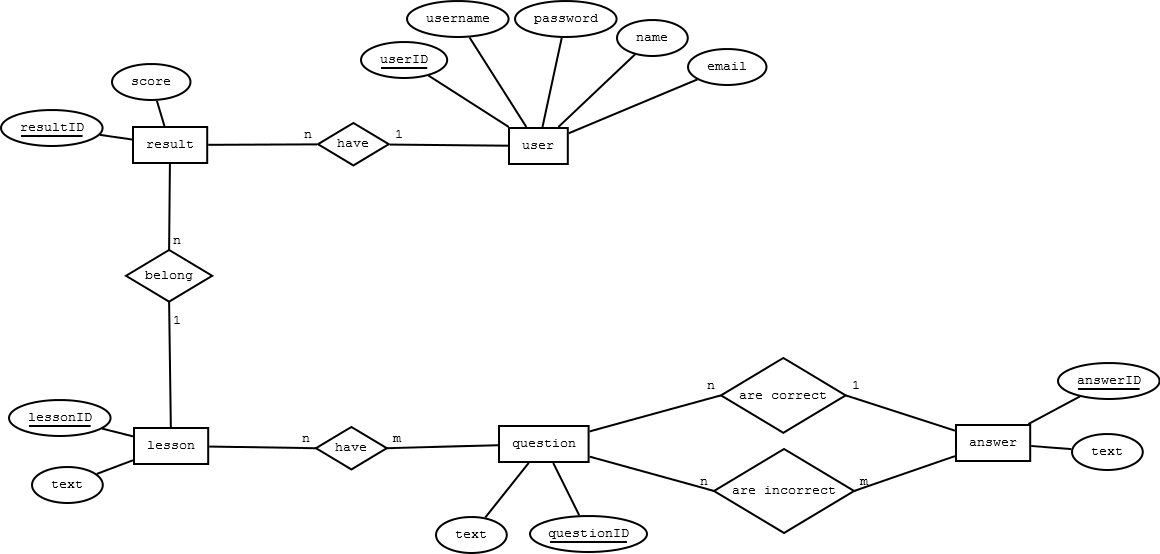 username
password
name
userID
email
score
resultID
result
n
have
1
user
n
belong
1
lessonID
lesson
text
n
have
m
question
text
questionID
n
are correct
1
n
are incorrect
m
answer
answerID
text